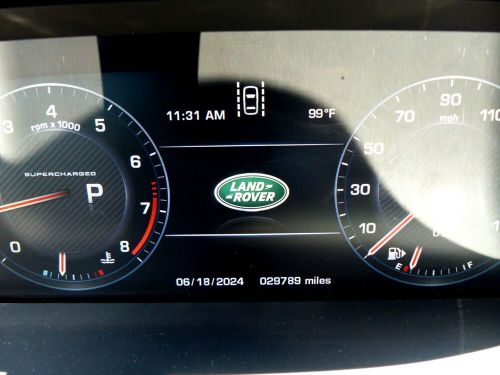 11:31 AM
99°F
3 4 5 6 7 8 0
rpm x 1000
SUPERCHARGED
P
LAND
ROVER
10 30 50 70 90 110
mph
E F
06/18/2024 029789 miles